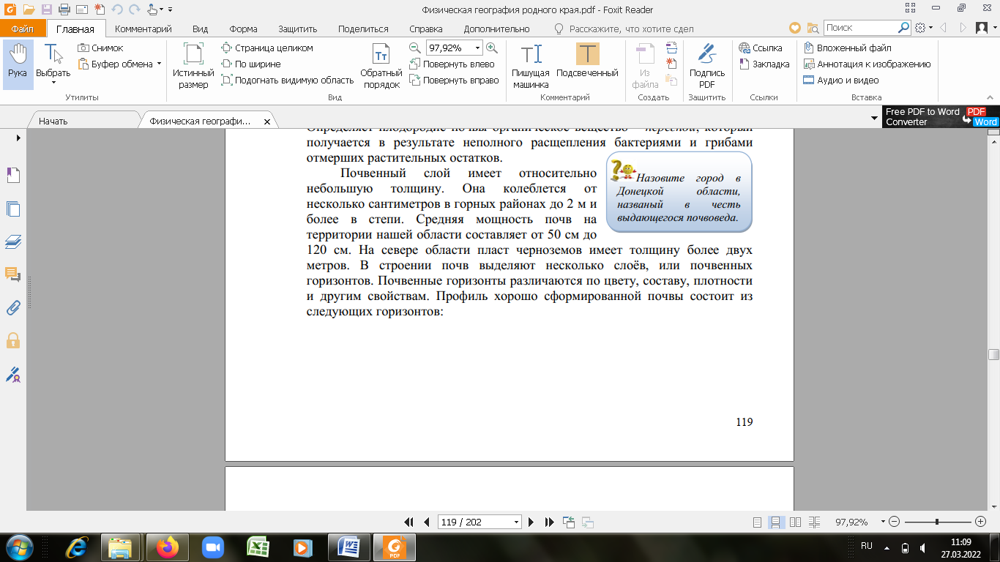 Физическая география родного края.pdf - Foxit Reader
Файл Главная Комментарий Вид Форма Защитить Поделиться Справка Дополнительно Расскажите, что хотите сдел Поиск
Рука
Выбрать
Снимок
Буфер обмена
Утилиты
Истинный размер
Страница целиком
По ширине
Подогнать видимую область
Обратный порядок
97,92%
Повернуть влево
Повернуть вправо
Вид
Пишущая машинка
Подсвеченный
Комментарий
Из файла
Создать
Подпись PDF
Защитить
Ссылка
Закладка
Ссылки
Вложенный файл
Аннотация к изображению
Аудио и видео
Вставка
Начать
Физическая географи...
Free PDF to Word
Converter
PDF
Word
Определяет плодородие почвы органическое вещество – перегной, который
получается в результате неполного расщепления бактериями и грибами
отмерших растительных остатков.
Почвенный слой имеет относительно
небольшую толщину. Она колеблется от
несколько сантиметров в горных районах до 2 м и
более в степи. Средняя мощность почв на
территории нашей области составляет от 50 см до
120 см. На севере области пласт черноземов имеет толщину более двух
метров. В строении почв выделяют несколько слоёв, или почвенных
горизонтов. Почвенные горизонты различаются по цвету, составу, плотности
и другим свойствам. Профиль хорошо сформированной почвы состоит из
следующих горизонтов:
Назовите город в
Донецкой области,
названый в честь
выдающегося почвоведа.
119
119 / 202
97,92%
RU
11:09
27.03.2022